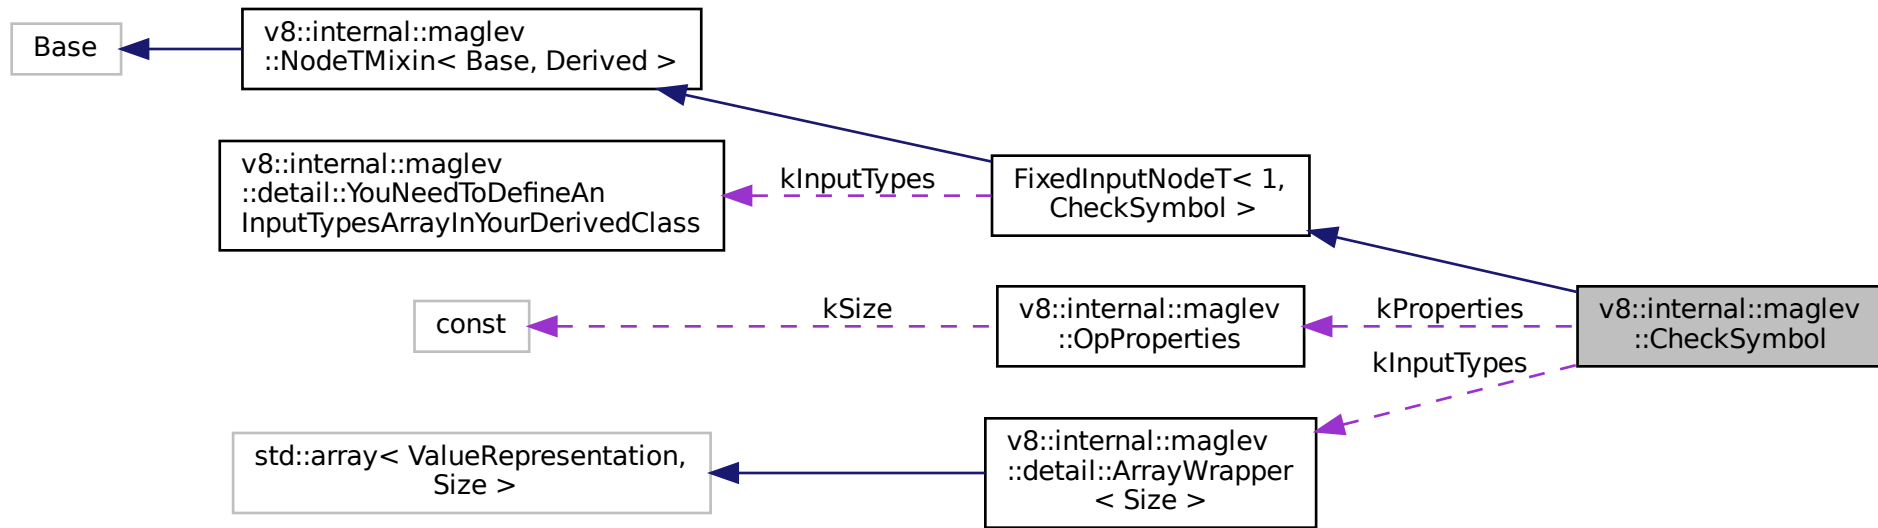 Base
v8::internal::maglev
::NodeTMixin< Base, Derived >
v8::internal::maglev
::detail::YouNeedToDefineAn
InputTypesArrayInYourDerivedClass
kInputTypes
FixedInputNodeT< 1,
CheckSymbol >
const
kSize
v8::internal::maglev
::OpProperties
kProperties
v8::internal::maglev
::CheckSymbol
kInputTypes
std::array< ValueRepresentation,
Size >
v8::internal::maglev
::detail::ArrayWrapper
< Size >